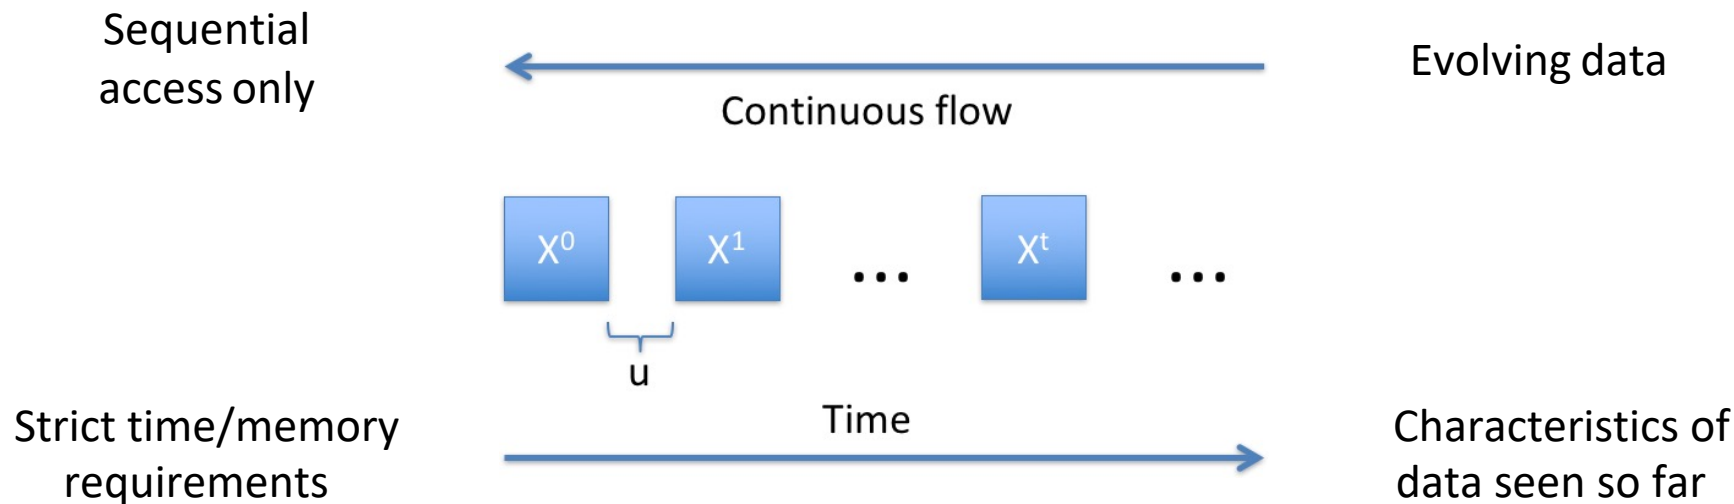 Sequential
access only
Continuous flow
Evolving data
X⁰
X¹
...
Xᵗ
...
u
Strict time/memory
requirements
Time
Characteristics of
data seen so far